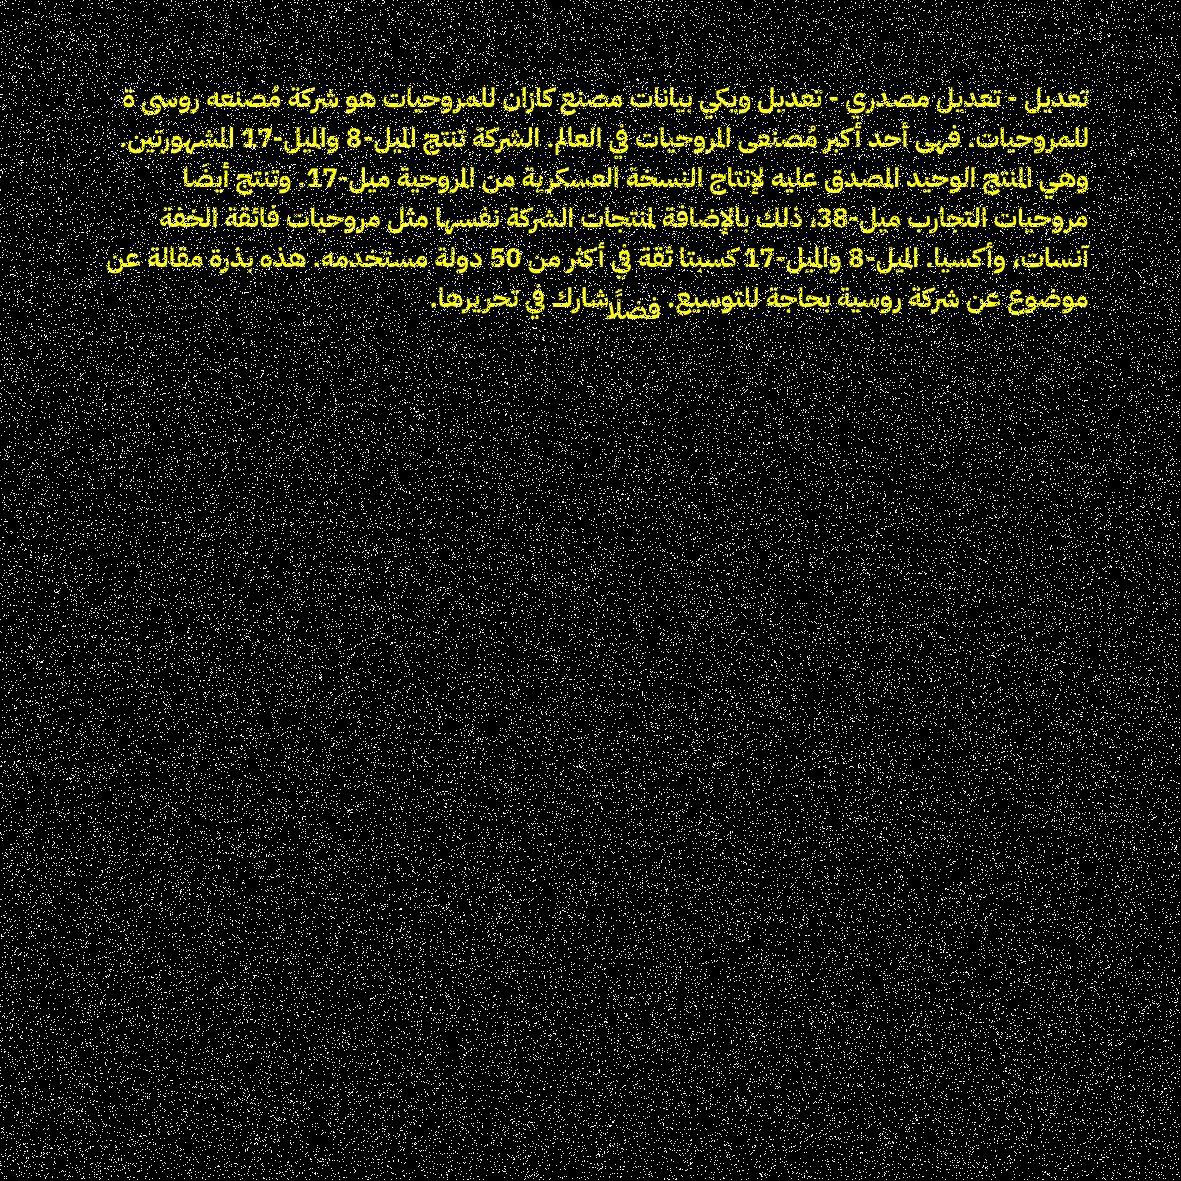 تعديل - تعديل مصدري - تعديل ويكي بيانات مصنع كازان للمروحيات هو شركة مُصنعه روسى ة
للمروحيات. فهى أحد أكبر مُصنعى المروحيات في العالم. الشركة تنتج الميل-8 والميل-17 المشهورتين.
وهي المنتج الوحيد المصدق عليه لإنتاج النسخة العسكرية من المروحية ميل-17. وتنتج أيضَا
مروحيات التجارب ميل-38، ذلك بالإضافة لمنتجات الشركة نفسها مثل مروحيات فائقة الخفة
آنسات، وأكسيا. الميل-8 والميل-17 كسبتا ثقة فى أكثر من 50 دولة مستخدمه. هذه بذرة مقالة عن
موضوع عن شركة روسية بحاجة للتوسيع. فضلًا شارك في تحريرها.